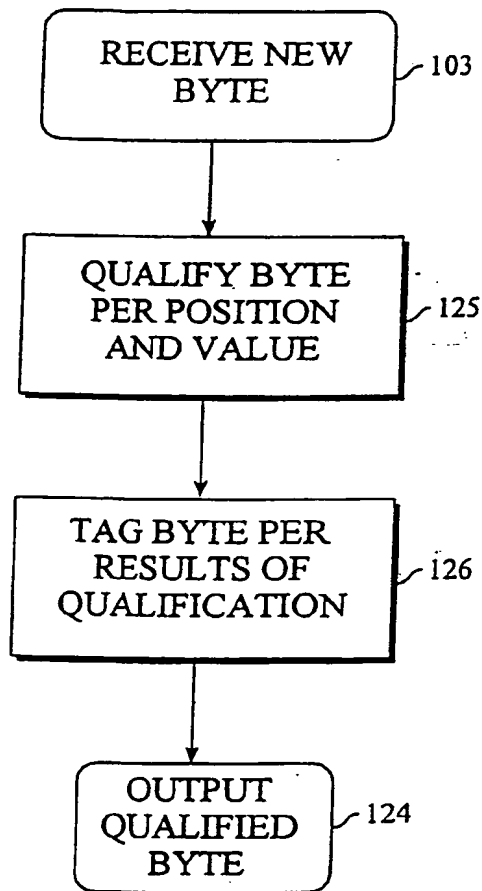 RECEIVE NEW
BYTE
103
QUALIFY BYTE
PER POSITION
AND VALUE
125
TAG BYTE PER
RESULTS OF
QUALIFICATION
126
OUTPUT
QUALIFIED
BYTE
124